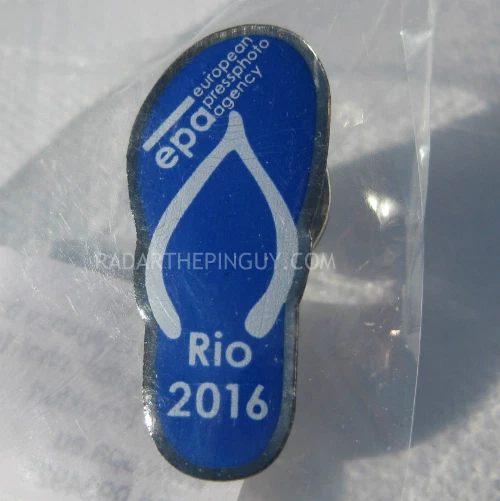 epa
european
pressphoto
agency
RADARTHEPINGUY.COM
Rio
2016